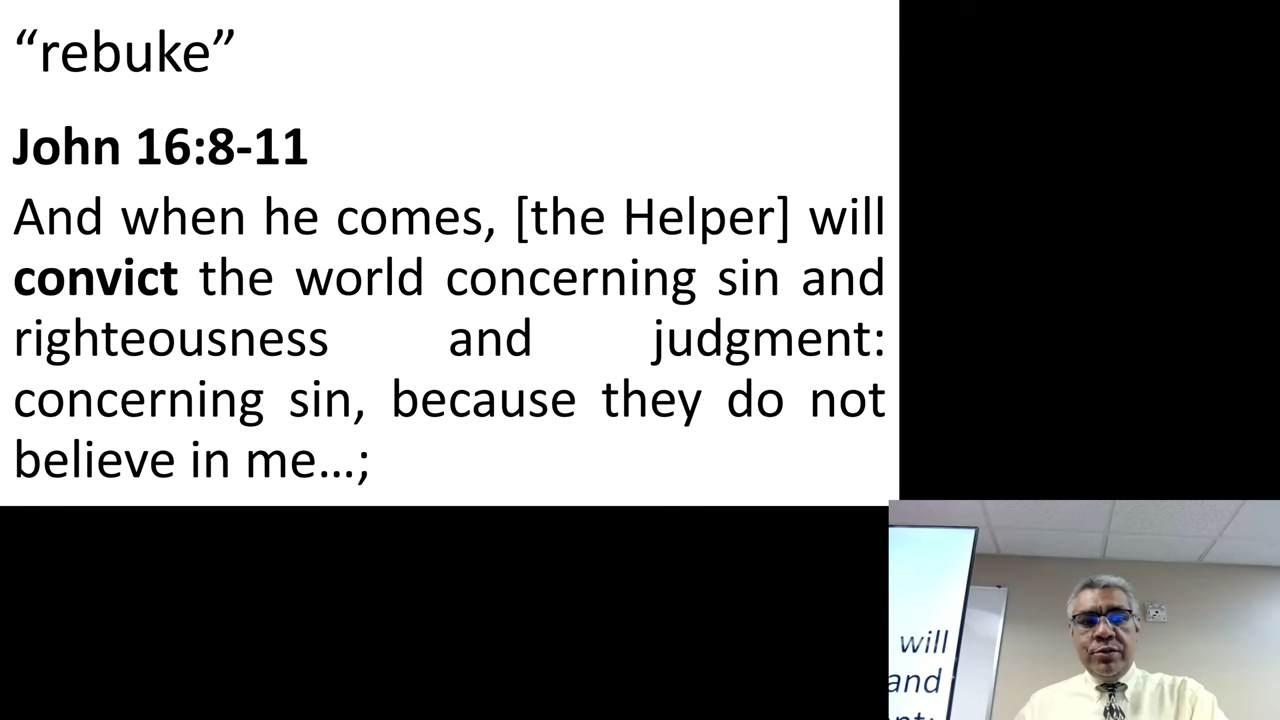 “rebuke”
John 16:8-11
And when he comes, [the Helper] will
convict the world concerning sin and
righteousness and judgment:
concerning sin, because they do not
believe in me…;
will
and